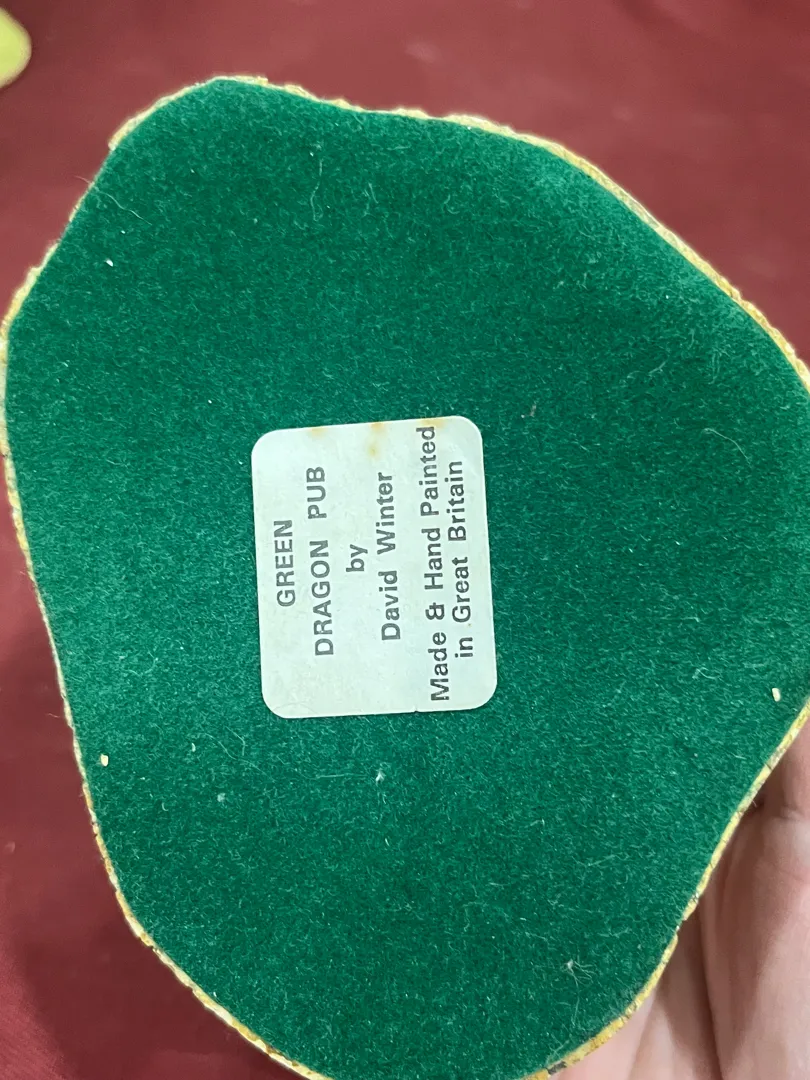 GREEN
DRAGON PUB
by
David Winter
Made & Hand Painted
in Great Britain